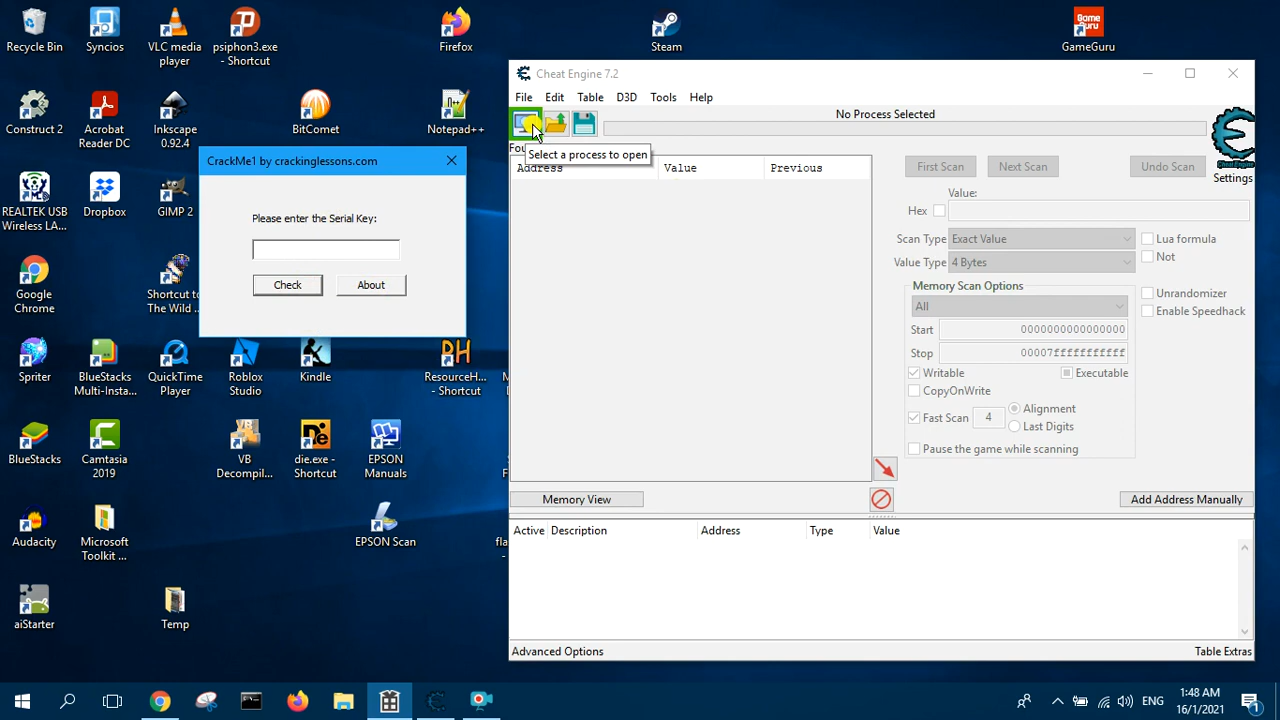 Recycle Bin
Syncios
VLC media
player
psiphon3.exe
- Shortcut
Firefox
Steam
GameGuru
Construct 2
Acrobat
Reader DC
Inkscape
0.92.4
BitComet
Notepad++
REALTEK USB
Wireless LA...
Dropbox
GIMP 2
Google
Chrome
Shortcut to
The Wild ...
Spriter
BlueStacks
Multi-Insta...
QuickTime
Player
Roblox
Studio
Kindle
ResourceH...
- Shortcut
BlueStacks
Camtasia
2019
VB
Decompil...
die.exe -
Shortcut
EPSON
Manuals
Audacity
Microsoft
Toolkit ...
EPSON Scan
aiStarter
Temp
CrackMe1 by crackinglessons.com
Please enter the Serial Key:
Check
About
Cheat Engine 7.2
File Edit Table D3D Tools Help
No Process Selected
Select a process to open
Address Value Previous
First Scan Next Scan Undo Scan
Settings
Value:
Hex
Scan Type Exact Value
Lua formula
Value Type 4 Bytes
Not
Memory Scan Options
All
Unrandomizer
Enable Speedhack
Start 0000000000000000
Stop 00007fffffffffff
Writable Executable
CopyOnWrite
Fast Scan 4 Alignment
Last Digits
Pause the game while scanning
Memory View
Add Address Manually
Active Description Address Type Value
Advanced Options
Table Extras
ENG
1:48 AM
16/1/2021
1